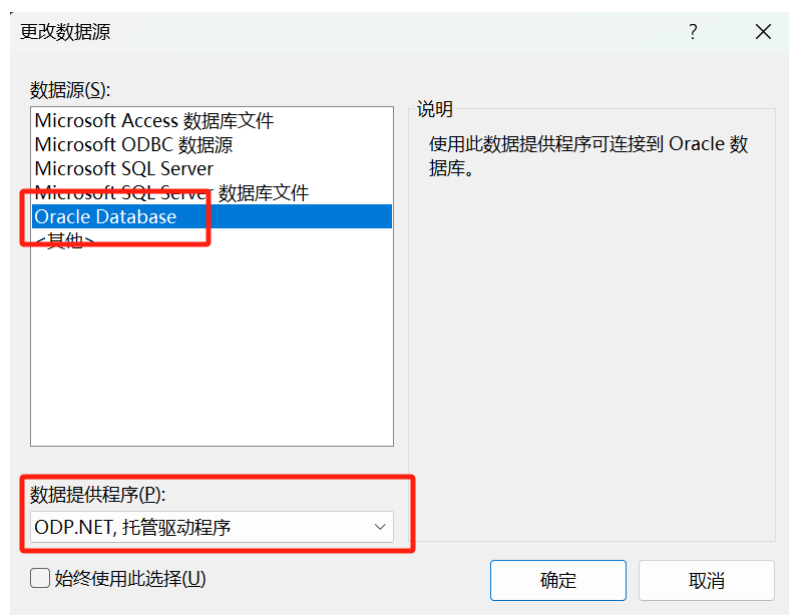 更改数据源
?
数据源(S):
Microsoft Access 数据库文件
Microsoft ODBC 数据源
Microsoft SQL Server
Microsoft SQL Server 数据库文件
Oracle Database
<其他>
说明
使用此数据提供程序可连接到 Oracle 数
据库。
数据提供程序(P):
ODP.NET, 托管驱动程序
始终使用此选择(U)
确定
取消